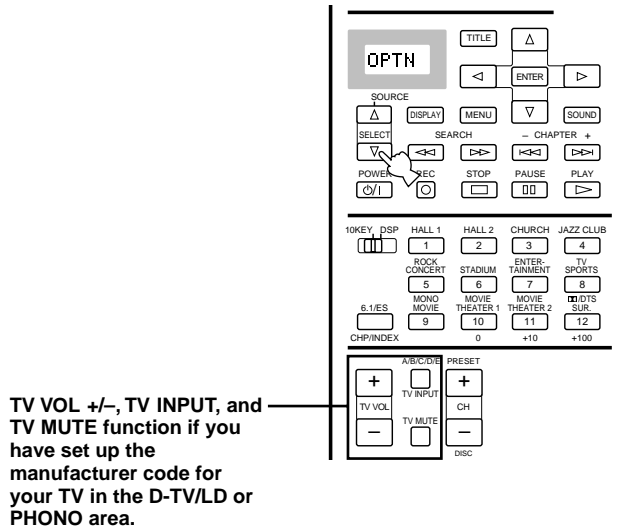 OPTN
TITLE
ENTER
SOURCE
DISPLAY
MENU
SOUND
SELECT
SEARCH
– CHAPTER +
POWER
REC
STOP
PAUSE
PLAY
10KEY DSP
HALL 1
HALL 2
CHURCH
JAZZ CLUB
1
2
3
4
ROCK
CONCERT
STADIUM
ENTER-
TAINMENT
TV
SPORTS
5
6
7
8
6.1/ES
MONO
MOVIE
MOVIE
THEATER 1
MOVIE
THEATER 2
/DTS
SUR.
9
10
11
12
CHP/INDEX
0
+10
+100
A/B/C/D/E
PRESET
+
TV INPUT
+
TV VOL
CH
TV MUTE
–
–
DISC
TV VOL +/–, TV INPUT, and
TV MUTE function if you
have set up the
manufacturer code for
your TV in the D-TV/LD or
PHONO area.